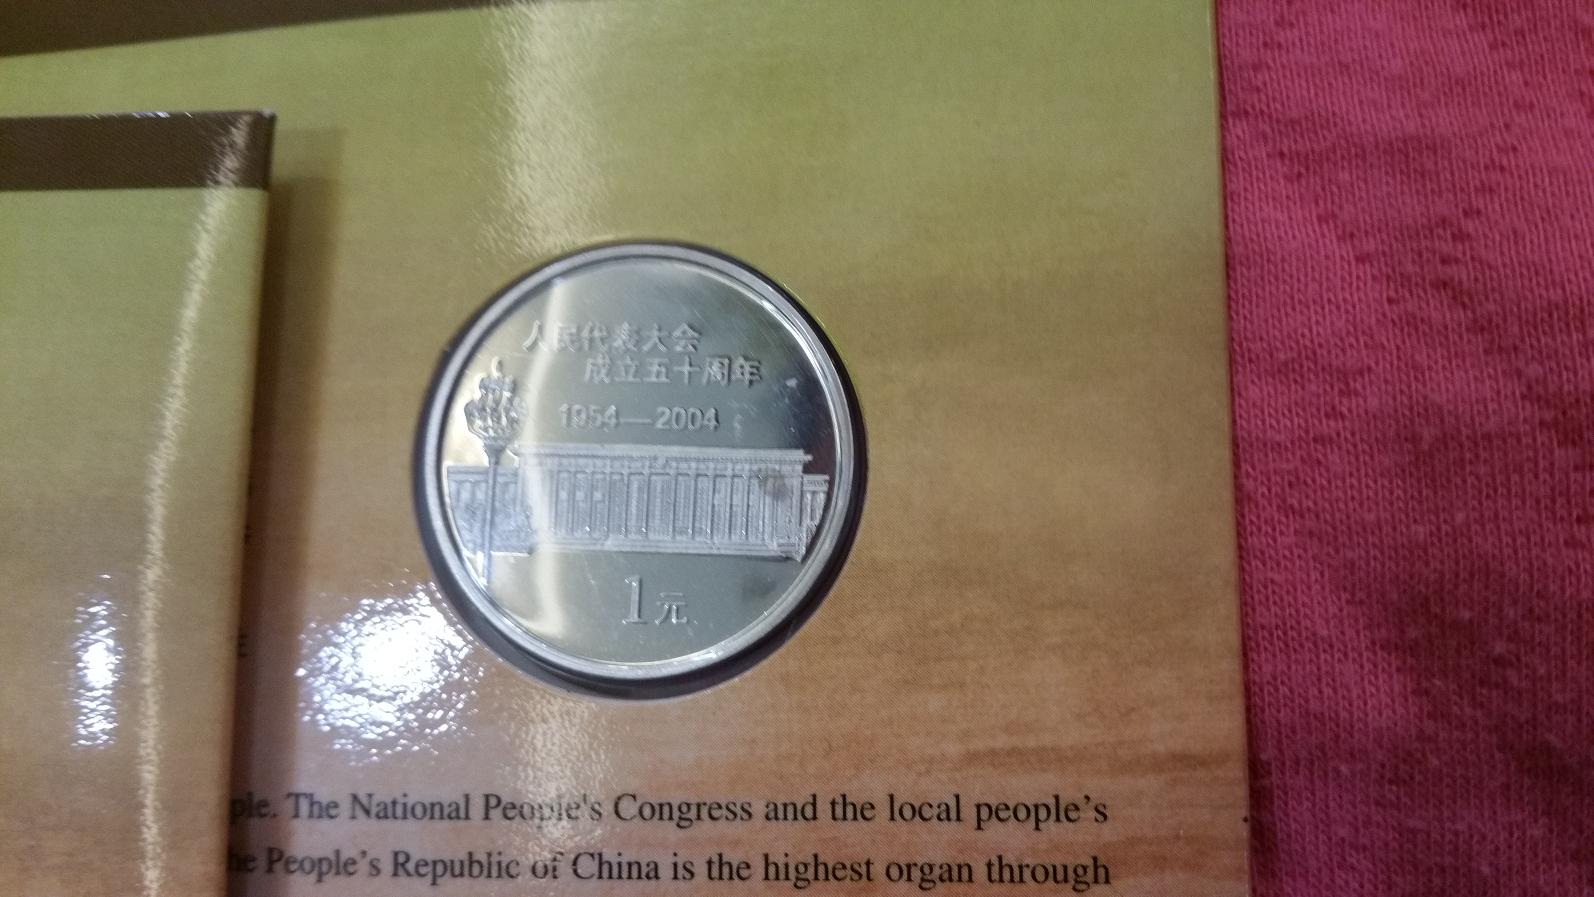 人民代表大会
成立五十周年
1954—2004
1元
E
ple. The National People's Congress and the local people's
he People's Republic of China is the highest organ through